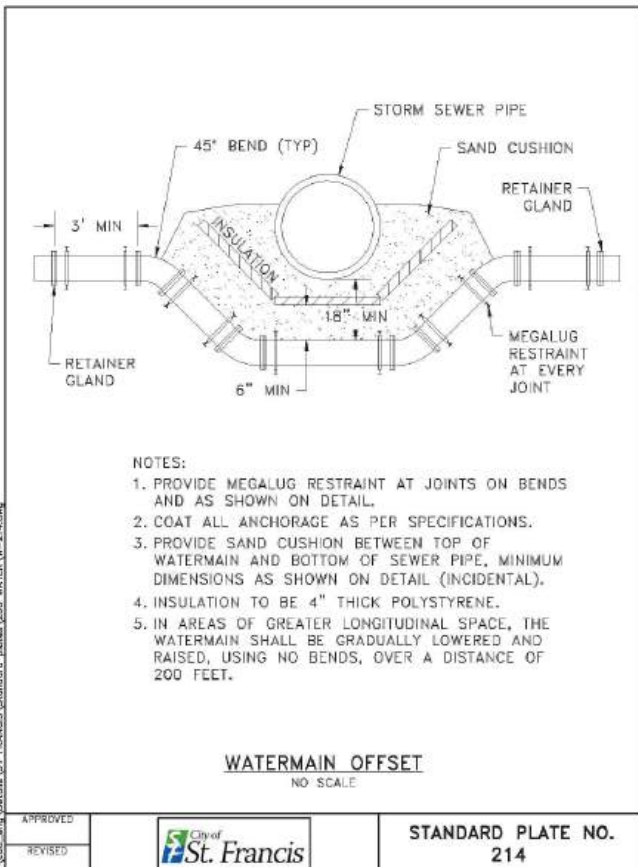 STORM SEWER PIPE
45° BEND (TYP)
SAND CUSHION
RETAINER
GLAND
3' MIN
INSULATION
18" MIN
RETAINER
GLAND
6" MIN
MEGALUG
RESTRAINT
AT EVERY
JOINT
NOTES:
1. PROVIDE MEGALUG RESTRAINT AT JOINTS ON BENDS
AND AS SHOWN ON DETAIL.
2. COAT ALL ANCHORAGE AS PER SPECIFICATIONS.
3. PROVIDE SAND CUSHION BETWEEN TOP OF
WATERMAIN AND BOTTOM OF SEWER PIPE, MINIMUM
DIMENSIONS AS SHOWN ON DETAIL (INCIDENTAL).
4. INSULATION TO BE 4" THICK POLYSTYRENE.
5. IN AREAS OF GREATER LONGITUDINAL SPACE, THE
WATERMAIN SHALL BE GRADUALLY LOWERED AND
RAISED, USING NO BENDS, OVER A DISTANCE OF
200 FEET.
WATERMAIN OFFSET
NO SCALE
APPROVED
REVISED
City of
St. Francis
STANDARD PLATE NO.
214